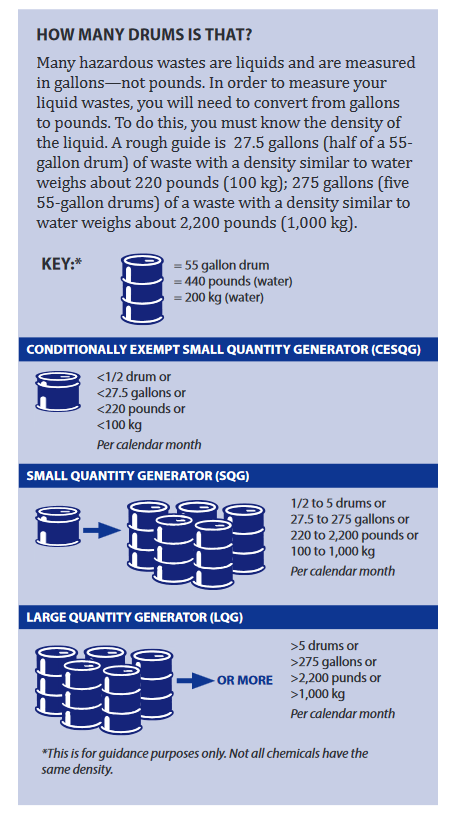 HOW MANY DRUMS IS THAT?
Many hazardous wastes are liquids and are measured
in gallons—not pounds. In order to measure your
liquid wastes, you will need to convert from gallons
to pounds. To do this, you must know the density of
the liquid. A rough guide is  27.5 gallons (half of a 55-
gallon drum) of waste with a density similar to water
weighs about 220 pounds (100 kg); 275 gallons (five
55-gallon drums) of a waste with a density similar to
water weighs about 2,200 pounds (1,000 kg).
KEY:*
= 55 gallon drum
= 440 pounds (water)
= 200 kg (water)
CONDITIONALLY EXEMPT SMALL QUANTITY GENERATOR (CESQG)
<1/2 drum or
<27.5 gallons or
<220 pounds or
<100 kg
Per calendar month
SMALL QUANTITY GENERATOR (SQG)
1/2 to 5 drums or
27.5 to 275 gallons or
220 to 2,200 pounds or
100 to 1,000 kg
Per calendar month
LARGE QUANTITY GENERATOR (LQG)
OR MORE
>5 drums or
>275 gallons or
>2,200 punds or
>1,000 kg
Per calendar month
*This is for guidance purposes only. Not all chemicals have the
same density.